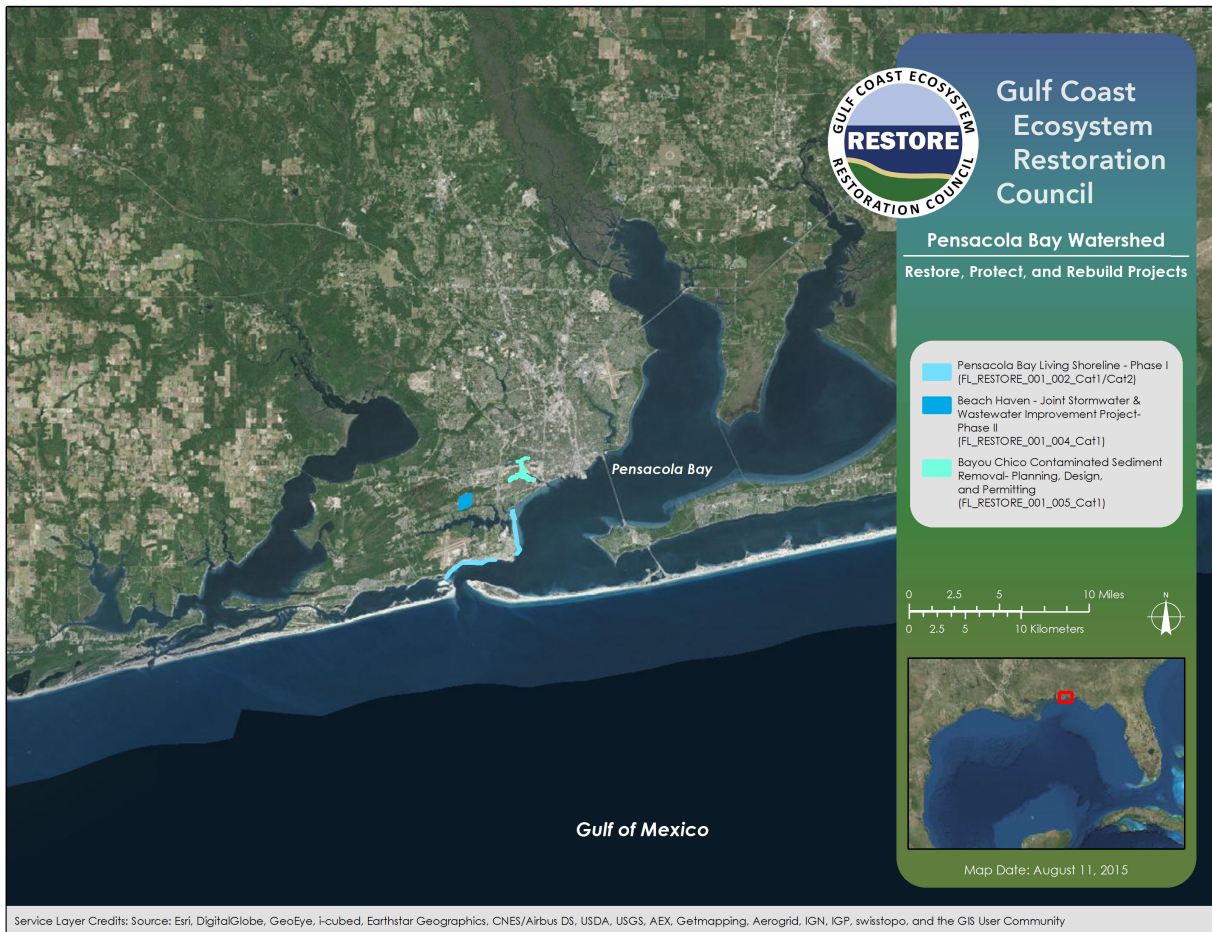 GULF COAST ECOSYSTEM
RESTORE
RESTORATION COUNCIL
Gulf Coast
Ecosystem
Restoration
Council
Pensacola Bay Watershed
Restore, Protect, and Rebuild Projects
Pensacola Bay Living Shoreline - Phase I
(FL_RESTORE_001_002_Cat1/Cat2)
Beach Haven - Joint Stormwater &
Wastewater Improvement Project-
Phase II
(FL_RESTORE_001_004_Cat1)
Bayou Chico Contaminated Sediment
Removal- Planning, Design,
and Permitting
(FL_RESTORE_001_005_Cat1)
Pensacola Bay
0 2.5 5 10 Miles
0 2.5 5 10 Kilometers
N
Gulf of Mexico
Map Date: August 11, 2015
Service Layer Credits: Source: Esri, DigitalGlobe, GeoEye, i-cubed, Earthstar Geographics, CNES/Airbus DS, USDA, USGS, AEX, Getmapping, Aerogrid, IGN, IGP, swisstopo, and the GIS User Community